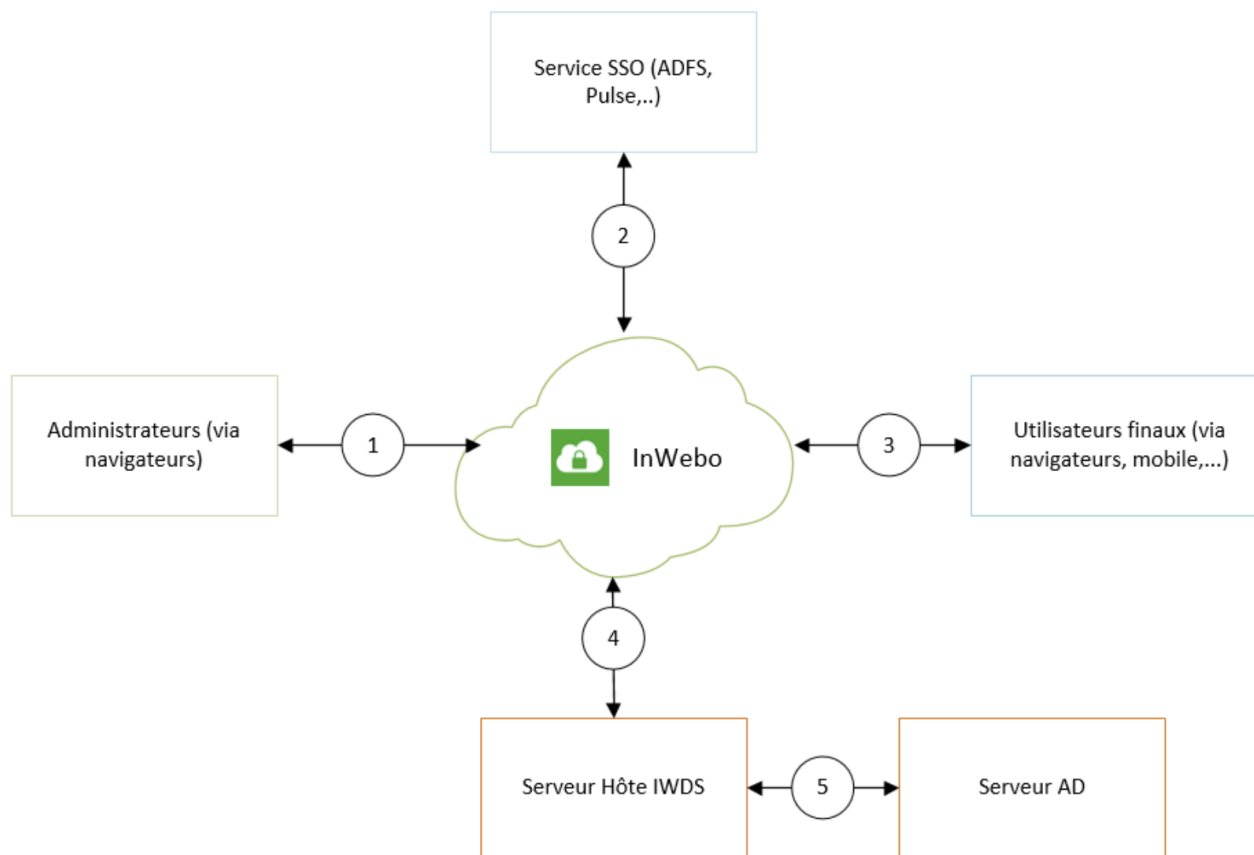 Service SSO (ADFS,
Pulse,..)
2
Administrateurs (via
navigateurs)
1
InWebo
3
Utilisateurs finaux (via
navigateurs, mobile,...)
4
Serveur Hôte IWDS
5
Serveur AD